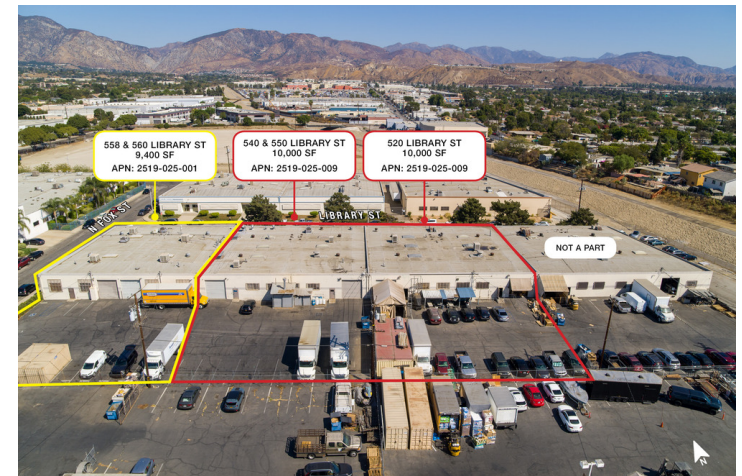 558 & 560 LIBRARY ST
9,400 SF
APN: 2519-025-001
540 & 550 LIBRARY ST
10,000 SF
APN: 2519-025-009
520 LIBRARY ST
10,000 SF
APN: 2519-025-009
N FOX ST
LIBRARY ST
NOT A PART
N